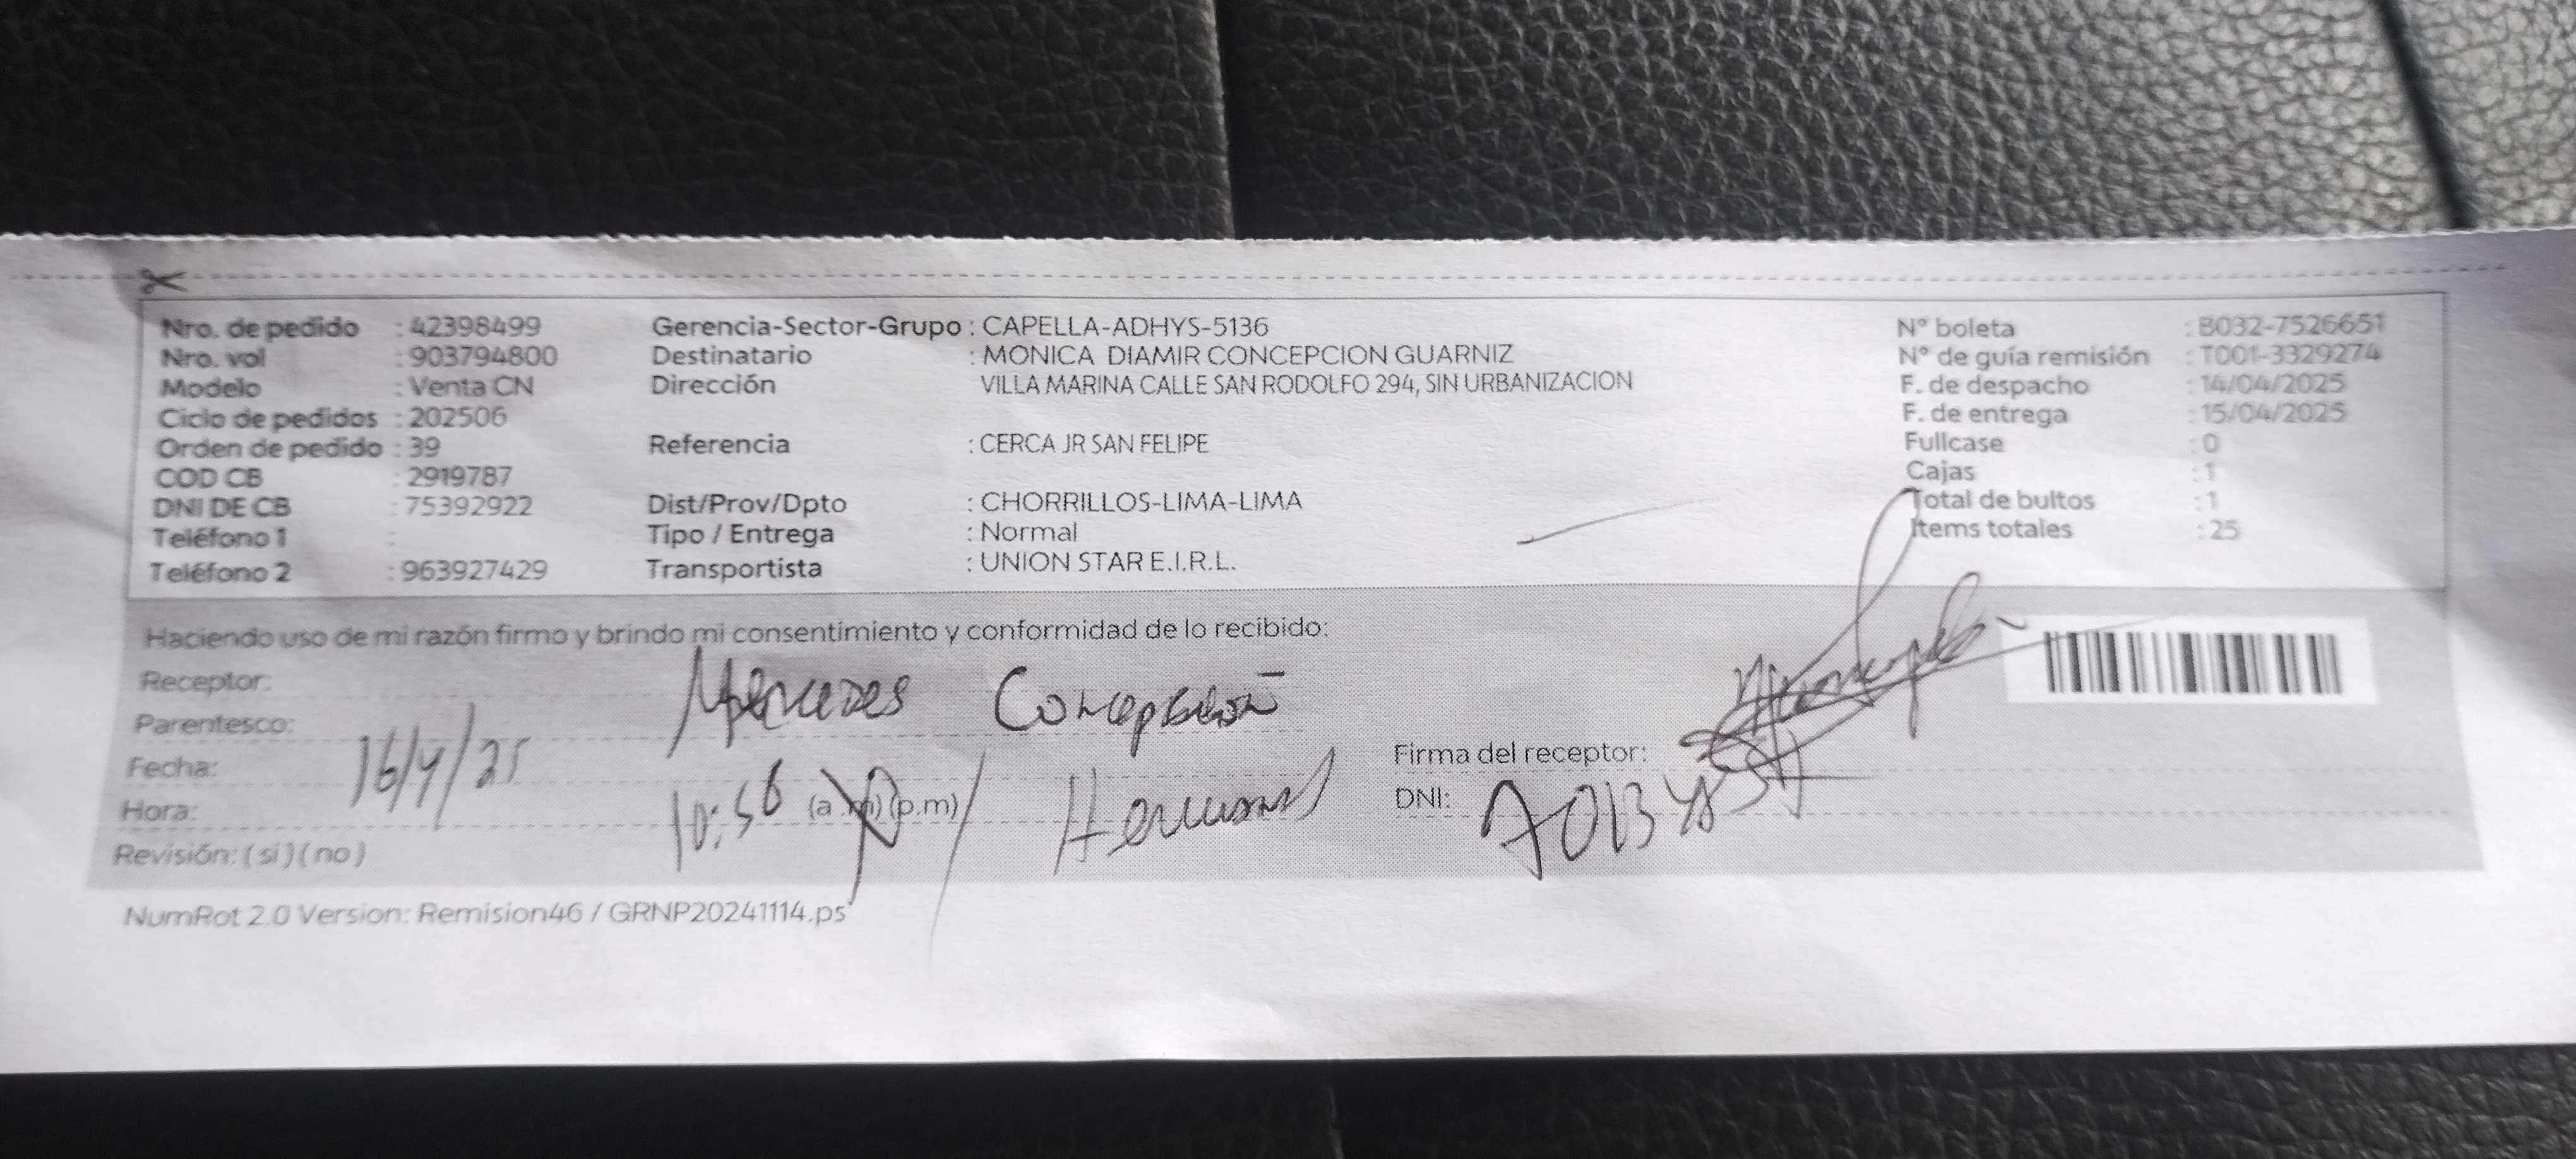 Nro. de pedido : 42398499 Gerencia-Sector-Grupo : CAPELLA-ADHYS-5136 N° boleta : B032-7526651
Nro. vol : 903794800 Destinatario : MONICA DIAMIR CONCEPCION GUARNIZ N° de guía remisión : T001-3329274
Modelo : Venta CN Dirección VILLA MARINA CALLE SAN RODOLFO 294, SIN URBANIZACION F. de despacho : 14/04/2025
Ciclo de pedidos : 202506 F. de entrega : 15/04/2025
Orden de pedido : 39 Referencia : CERCA JR SAN FELIPE Fullcase : 0
COD CB : 2919787 Cajas : 1
DNI DE CB : 75392922 Dist/Prov/Dpto : CHORRILLOS-LIMA-LIMA Total de bultos : 1
Teléfono 1 : Tipo / Entrega : Normal Items totales : 25
Teléfono 2 : 963927429 Transportista : UNION STAR E.I.R.L.
Haciendo uso de mi razón firmo y brindo mi consentimiento y conformidad de lo recibido:
Receptor: Mercedes Concepción
Parentesco:
Fecha: 16/4/25 Firma del receptor:
Hora: 10:56 (a.m) (p.m) DNI:
Revisión: ( si ) ( no )
NumRot 2.0 Version: Remision46 / GRNP20241114.ps